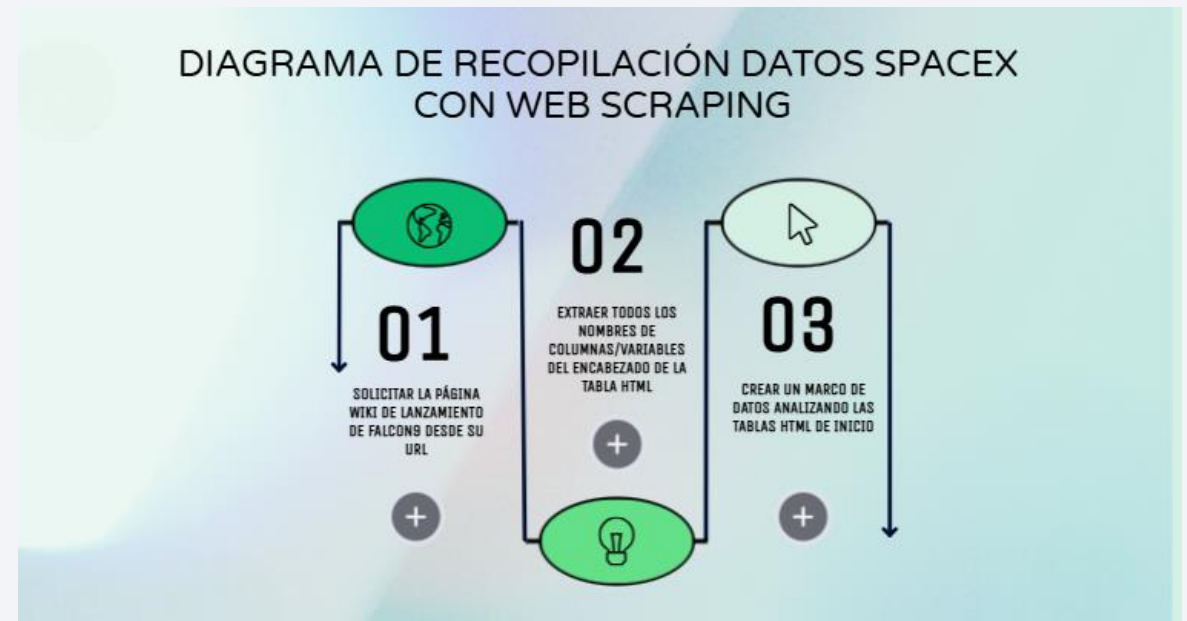 DIAGRAMA DE RECOPILACIÓN DATOS SPACEX
CON WEB SCRAPING
01
SOLICITAR LA PÁGINA
WIKI DE LANZAMIENTO
DE FALCON9 DESDE SU
URL
02
EXTRAER TODOS LOS
NOMBRES DE
COLUMNAS/VARIABLES
DEL ENCABEZADO DE LA
TABLA HTML
03
CREAR UN MARCO DE
DATOS ANALIZANDO LAS
TABLAS HTML DE INICIO